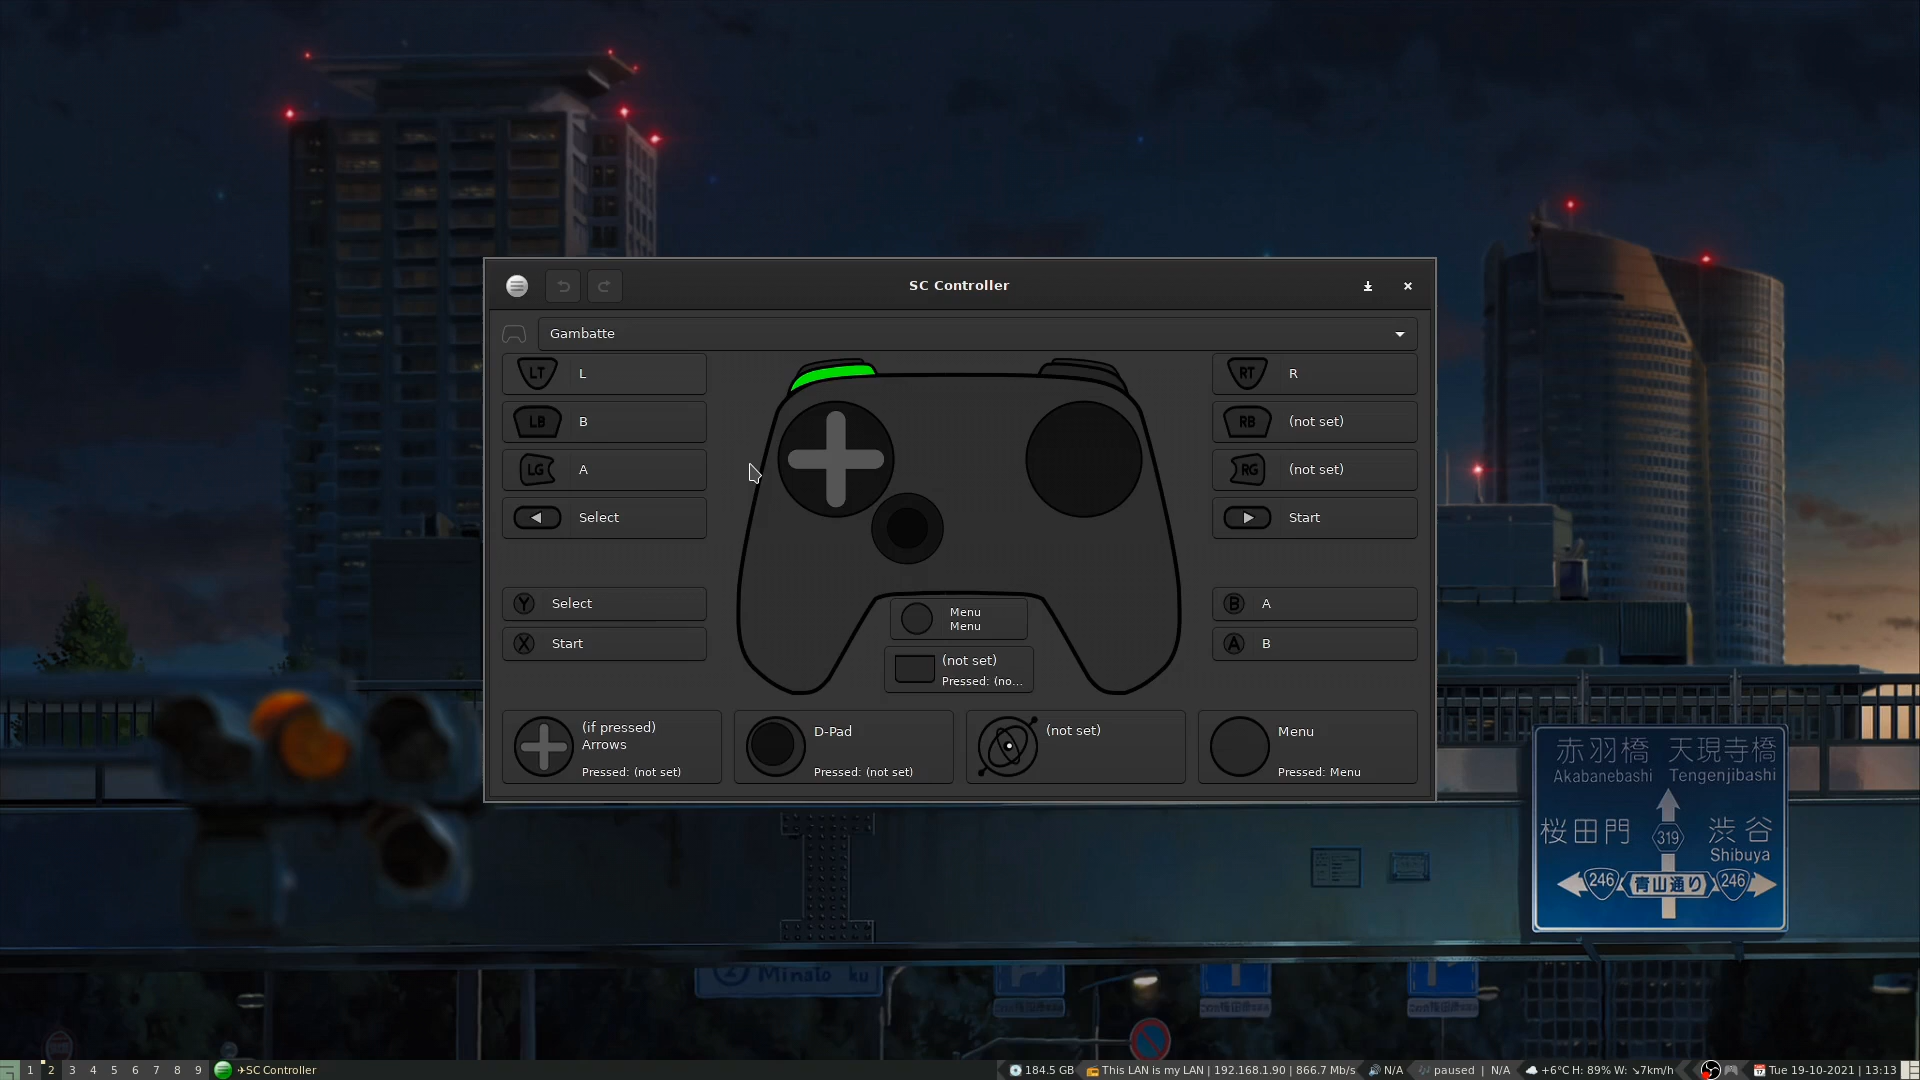 SC Controller
Gambatte
LT L
LB B
LG A
Select
RT R
RB (not set)
RG (not set)
Start
Y Select
X Start
B A
A B
Menu
Menu
(not set)
Pressed: (no...
(if pressed)
Arrows
Pressed: (not set)
D-Pad
Pressed: (not set)
(not set)
Menu
Pressed: Menu
赤羽橋 天現寺橋
Akabanebashi Tengenjibashi
桜田門 319 渋谷
Shibuya
246 青山通り 246
Minato ku
1 2 3 4 5 6 7 8 9 SC Controller 184.5 GB This LAN is my LAN | 192.168.1.90 | 866.7 Mb/s N/A paused | N/A +6°C H: 89% W: ↘7km/h Tue 19-10-2021 | 13:13